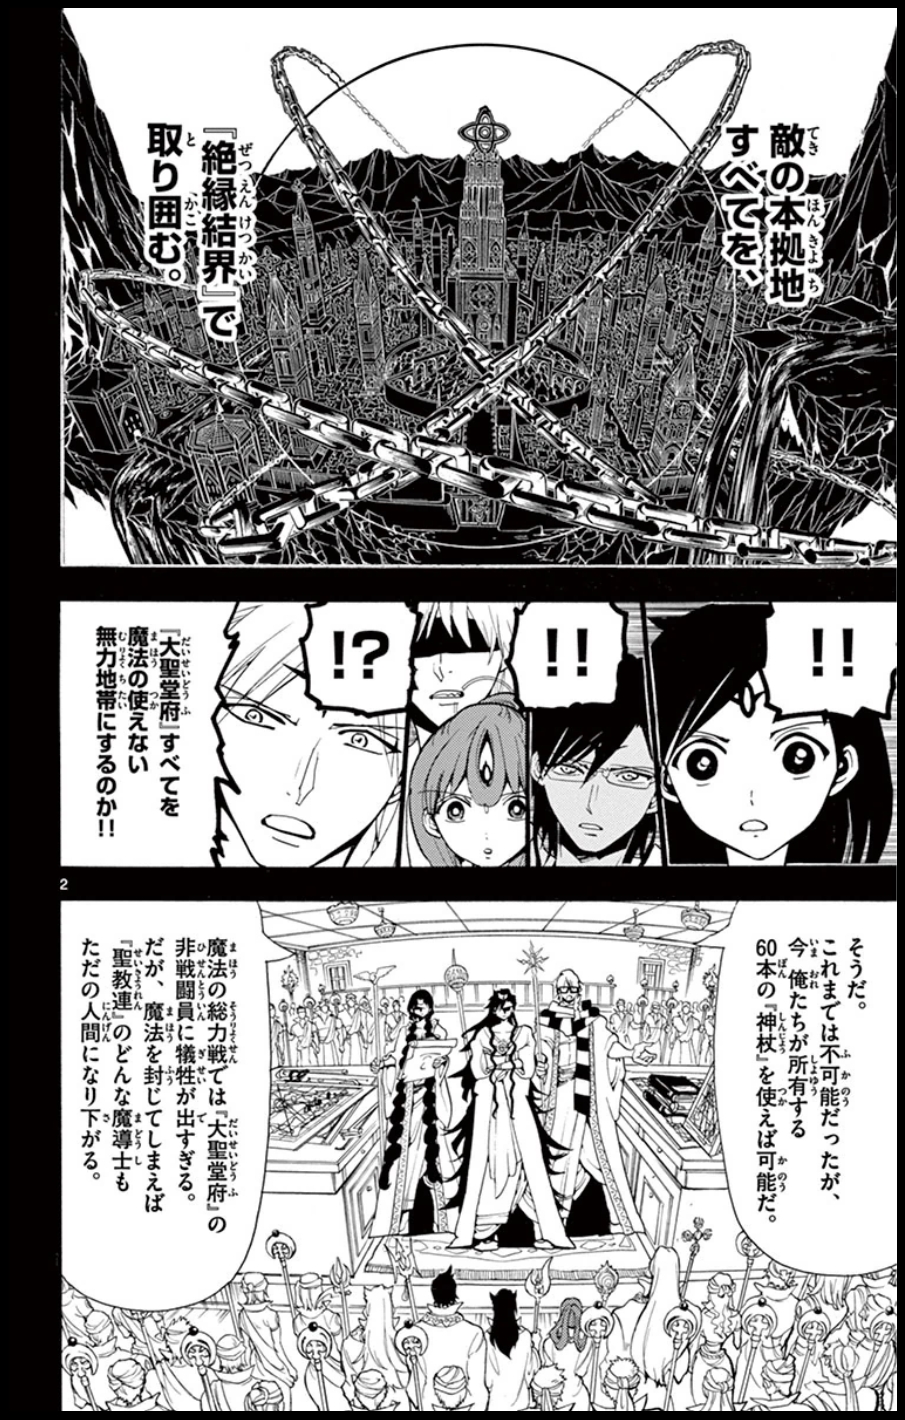 敵の本拠地
すべてを、
『絶縁結界』で
取り囲む。
!!
!!
!?
『大聖堂府』すべてを
魔法の使えない
無力地帯にするのか!!
2
そうだ。
これまでは不可能だったが、
今 俺たちが所有する
60本の『神杖』を使えば可能だ。
魔法の総力戦では『大聖堂府』の
非戦闘員に犠牲が出すぎる。
だが、魔法を封じてしまえば
『聖教連』のどんな魔導士も
ただの人間になり下がる。